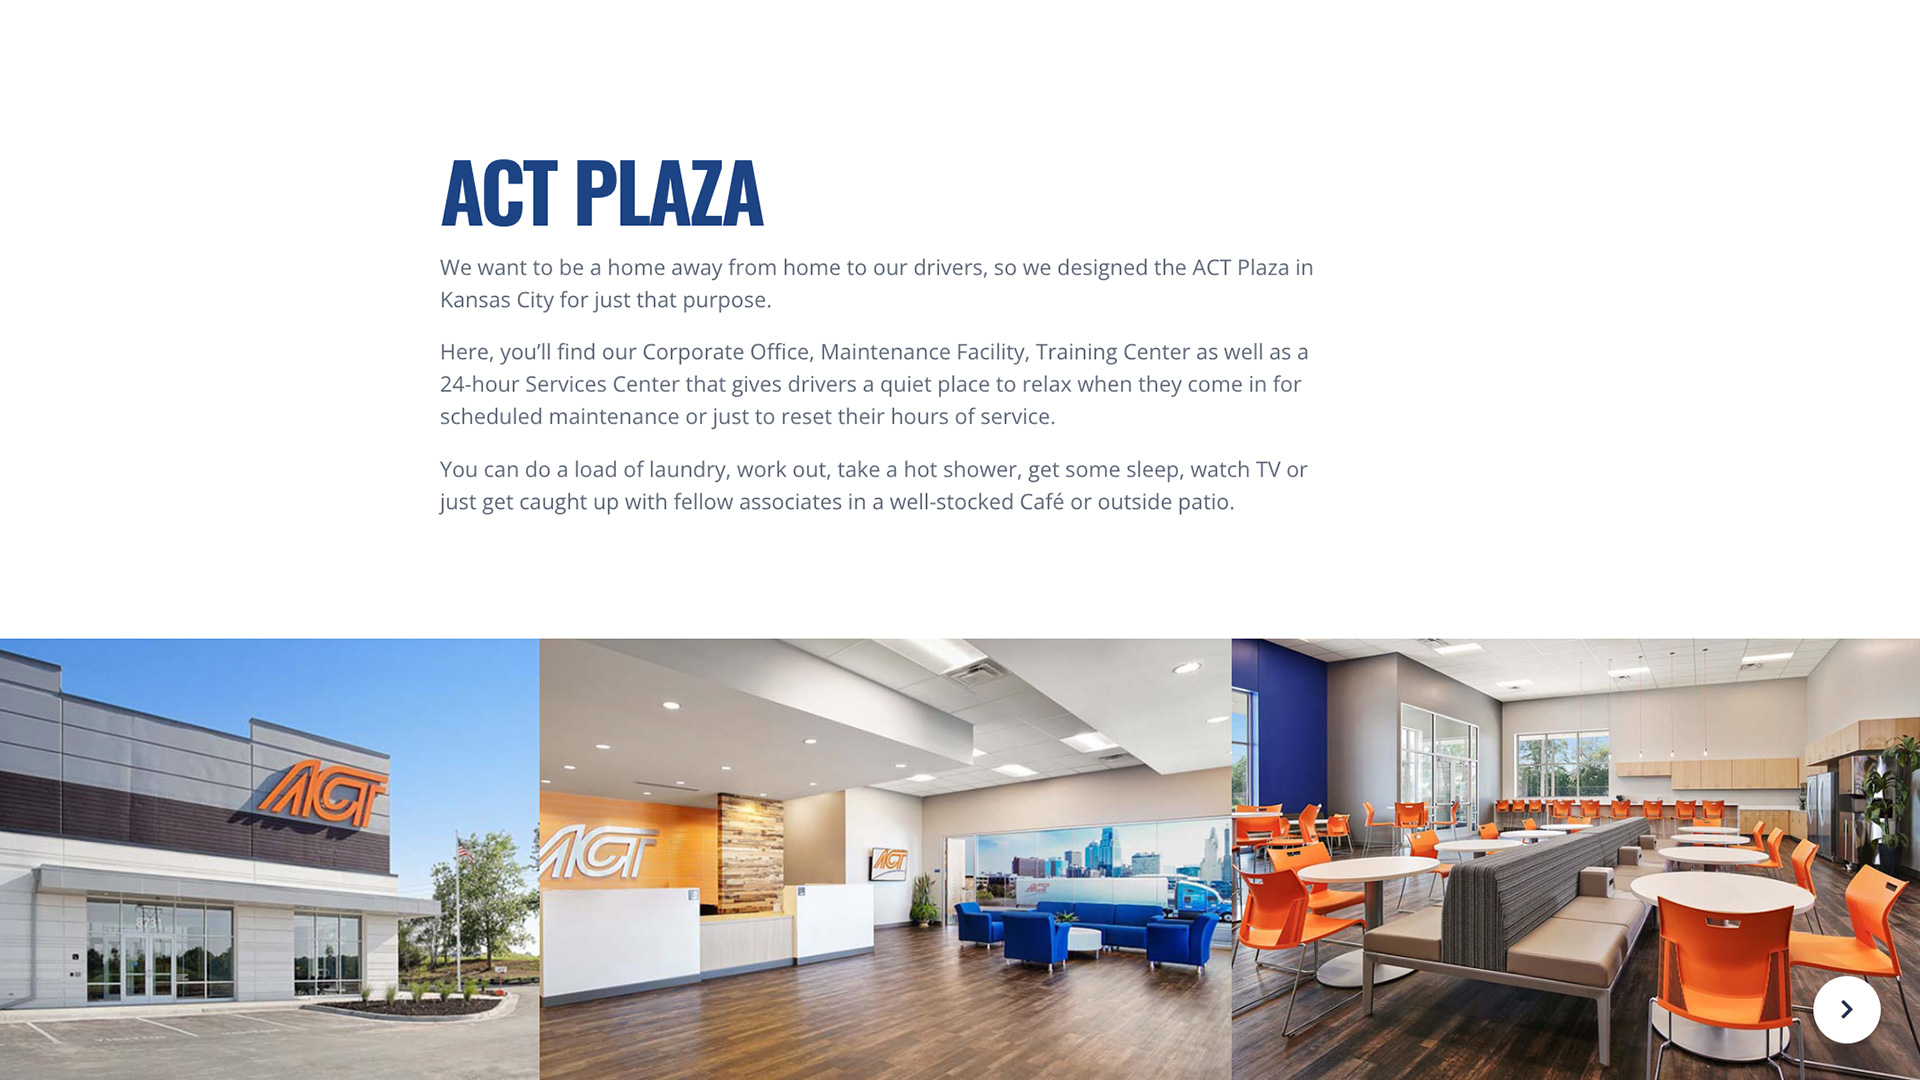 ACT PLAZA
We want to be a home away from home to our drivers, so we designed the ACT Plaza in
Kansas City for just that purpose.
Here, you’ll find our Corporate Office, Maintenance Facility, Training Center as well as a
24-hour Services Center that gives drivers a quiet place to relax when they come in for
scheduled maintenance or just to reset their hours of service.
You can do a load of laundry, work out, take a hot shower, get some sleep, watch TV or
just get caught up with fellow associates in a well-stocked Café or outside patio.
ACT
ACT
ACT
ACT